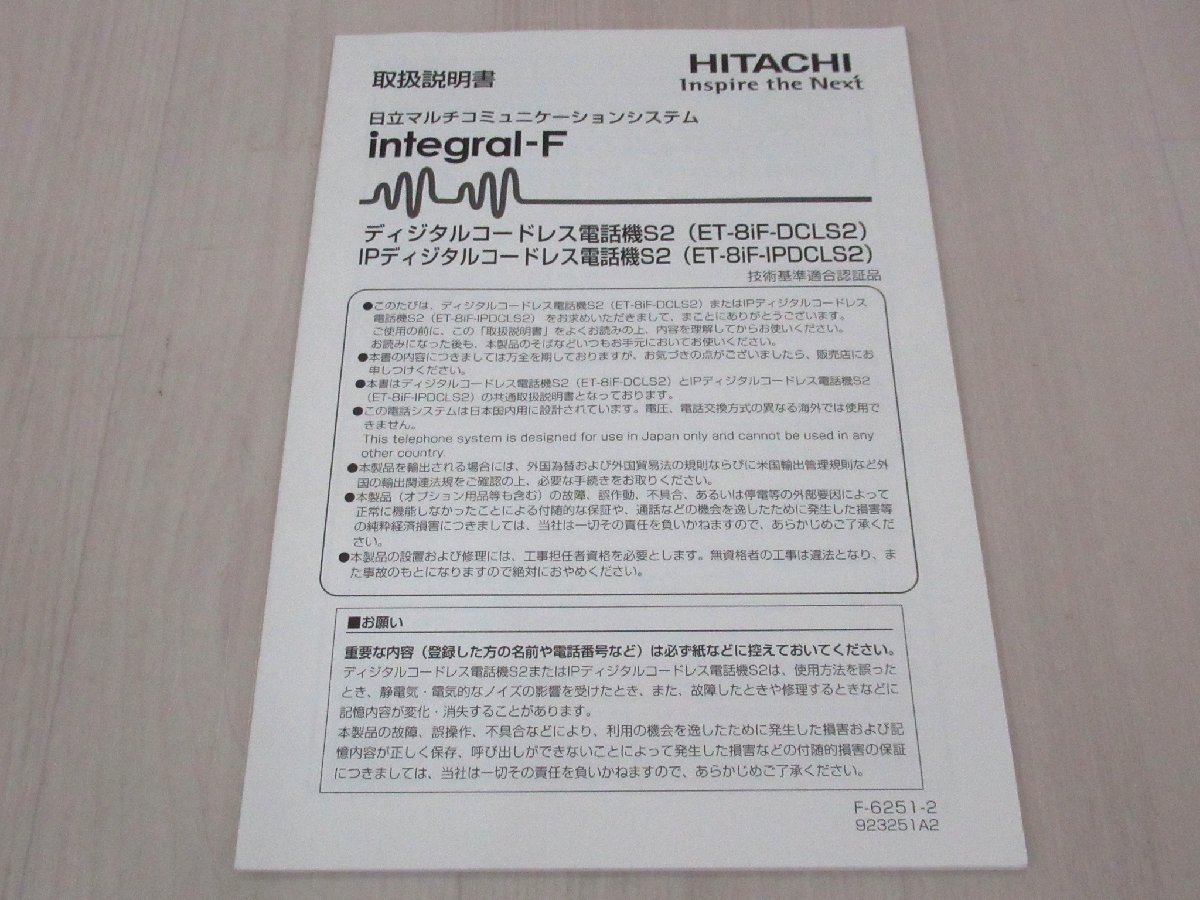 取扱説明書
HITACHI
Inspire the Next
日立マルチコミュニケーションシステム
integral-F
ディジタルコードレス電話機S2（ET-8iF-DCLS2）
IPディジタルコードレス電話機S2（ET-8iF-IPDCLS2）
技術基準適合認証品
●このたびは、ディジタルコードレス電話機S2（ET-8iF-DCLS2）またはIPディジタルコードレス
電話機S2（ET-8iF-IPDCLS2）をお求めいただきまして、まことにありがとうございます。
ご使用の前に、この「取扱説明書」をよくお読みの上、内容を理解してからお使いください。
お読みになった後も、本製品のそばなどいつもお手元においてお使いください。
●本書の内容につきましては万全を期しておりますが、お気づきの点がございましたら、販売店にお
申しつけください。
●本書はディジタルコードレス電話機S2（ET-8iF-DCLS2）とIPディジタルコードレス電話機S2
（ET-8iF-IPDCLS2）の共通取扱説明書となっております。
●この電話システムは日本国内用に設計されています。電圧、電話交換方式の異なる海外では使用で
きません。
This telephone system is designed for use in Japan only and cannot be used in any
other country.
●本製品を輸出される場合には、外国為替および外国貿易法の規則ならびに米国輸出管理規則など外
国の輸出関連法規をご確認の上、必要な手続きをお取りください。
●本製品（オプション用品等も含む）の故障、誤作動、不具合、あるいは停電等の外部要因によって
正常に機能しなかったことによる付随的な保証や、通話などの機会を逸したために発生した損害等
の純粋経済損害につきましては、当社は一切その責任を負いかねますので、あらかじめご了承くだ
さい。
●本製品の設置および修理には、工事担任者資格を必要とします。無資格者の工事は違法となり、ま
た事故のもとになりますので絶対におやめください。
■お願い
重要な内容（登録した方の名前や電話番号など）は必ず紙などに控えておいてください。
ディジタルコードレス電話機S2またはIPディジタルコードレス電話機S2は、使用方法を誤った
とき、静電気・電気的なノイズの影響を受けたとき、また、故障したときや修理するときなどに
記憶内容が変化・消失することがあります。
本製品の故障、誤操作、不具合などにより、利用の機会を逸したために発生した損害および記
憶内容が正しく保存、呼び出しができないことによって発生した損害などの付随的損害の保証
につきましては、当社は一切その責任を負いかねますので、あらかじめご了承ください。
F-6251-2
923251A2